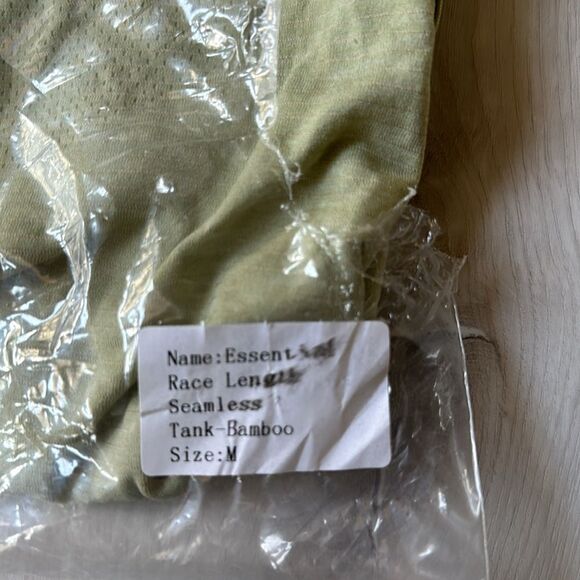 Name:Essential
Race Length
Seamless
Tank-Bamboo
Size:M